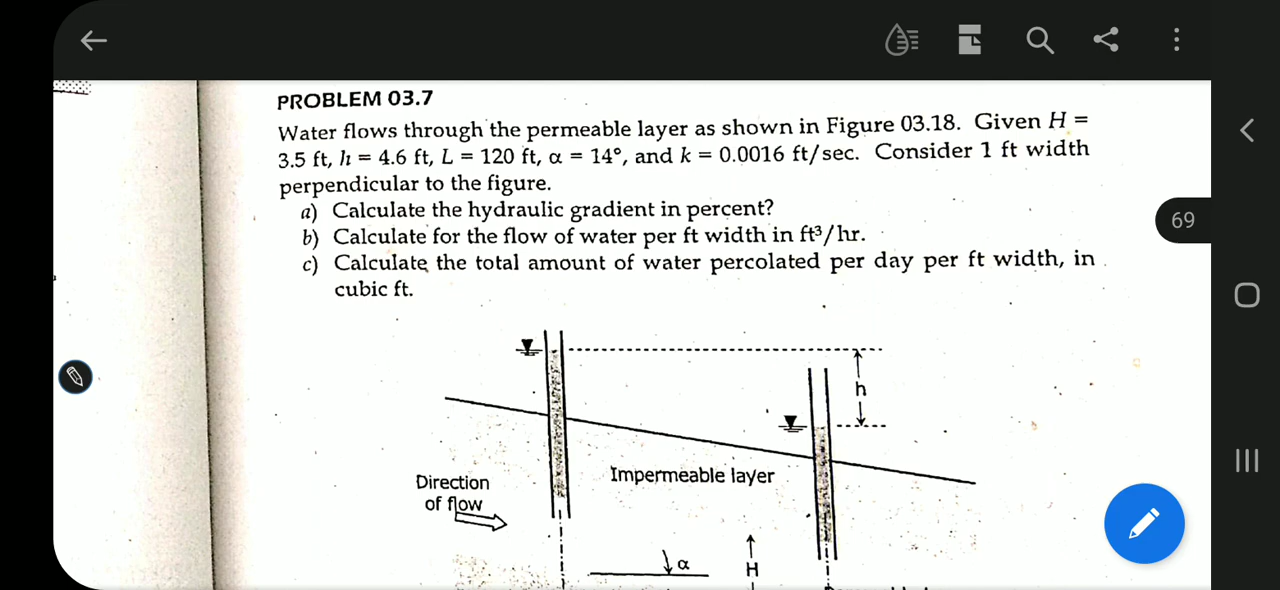 PROBLEM 03.7
Water flows through the permeable layer as shown in Figure 03.18. Given H =
3.5 ft, h = 4.6 ft, L = 120 ft, α = 14°, and k = 0.0016 ft/sec. Consider 1 ft width
perpendicular to the figure.
a) Calculate the hydraulic gradient in percent?
b) Calculate for the flow of water per ft width in ft³/hr.
c) Calculate the total amount of water percolated per day per ft width, in
cubic ft.
69
h
Impermeable layer
Direction
of flow
α
H